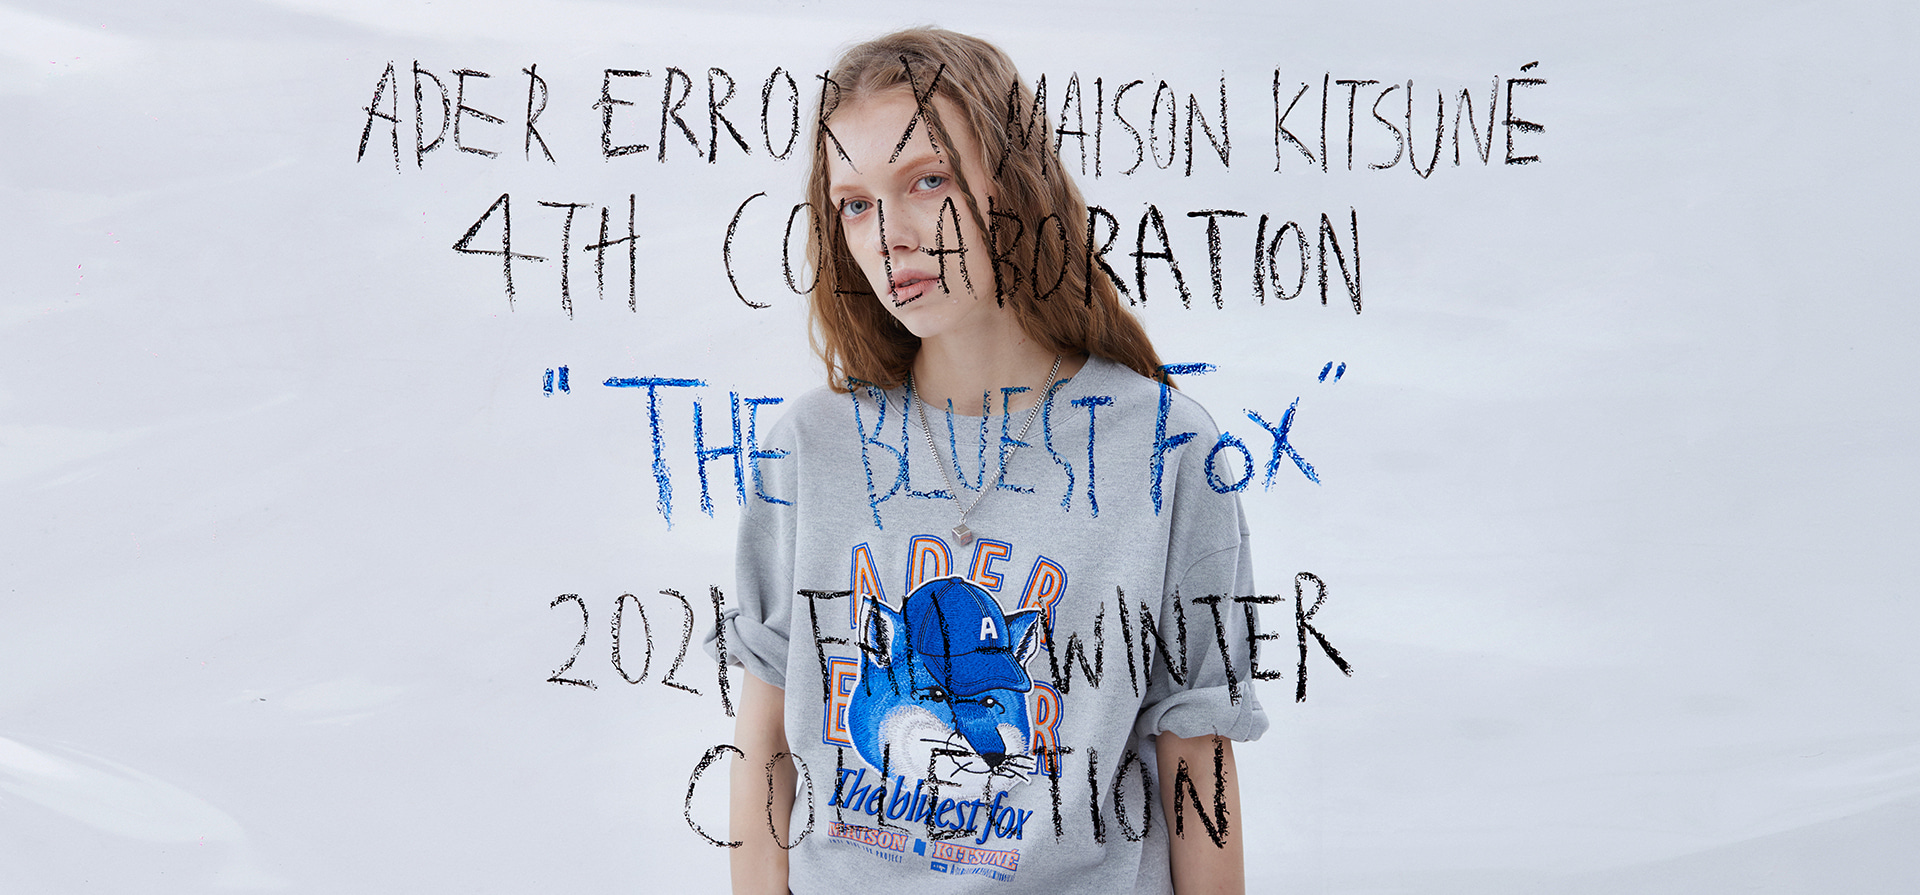 ADER ERROR X MAISON KITSUNÉ
4TH COLLABORATION
"THE BLUEST FOX"
2021 FALL WINTER
COLLECTION
ADER
A
The bluest fox
MAISON KITSUNÉ